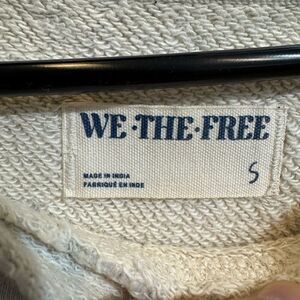 WE·THE·FREE
MADE IN INDIA
FABRIQUÉ EN INDE
S